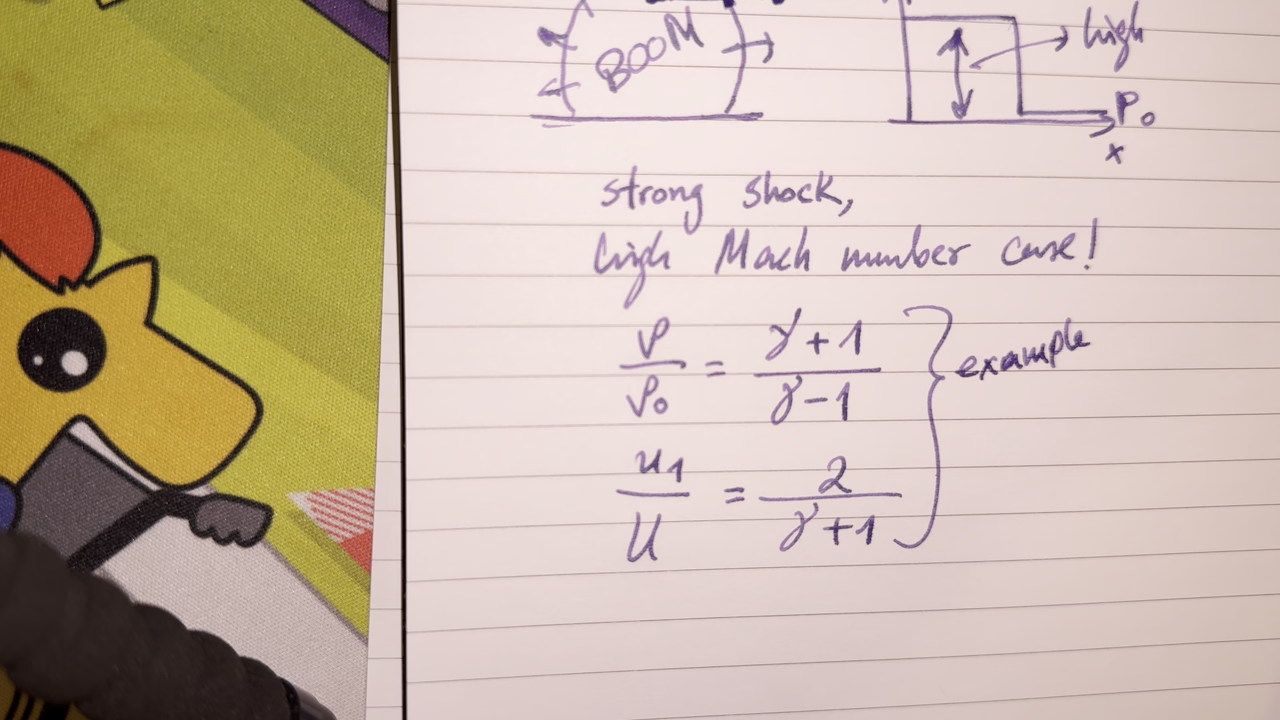 BOOM
high
P₀
x
strong shock,
high Mach number case!
ρ/ρ₀ = γ+1/γ-1
example
u₁/U = 2/γ+1